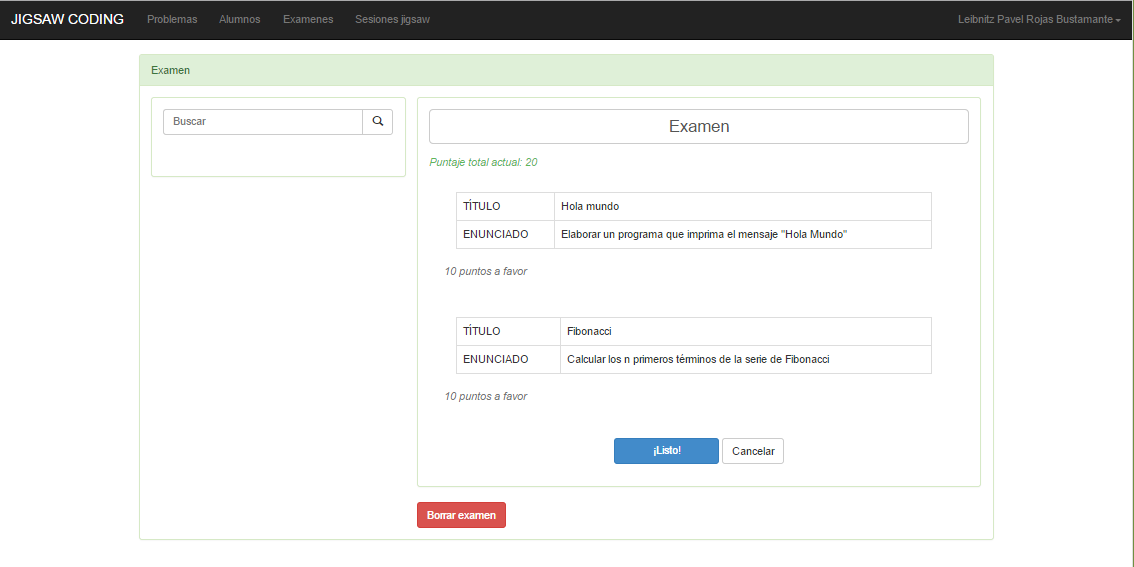 JIGSAW CODING Problemas Alumnos Examenes Sesiones jigsaw Leibnitz Pavel Rojas Bustamante
Examen
Buscar
Examen
Puntaje total actual: 20
TÍTULO Hola mundo
ENUNCIADO Elaborar un programa que imprima el mensaje "Hola Mundo"
10 puntos a favor
TÍTULO Fibonacci
ENUNCIADO Calcular los n primeros términos de la serie de Fibonacci
10 puntos a favor
¡Listo! Cancelar
Borrar examen